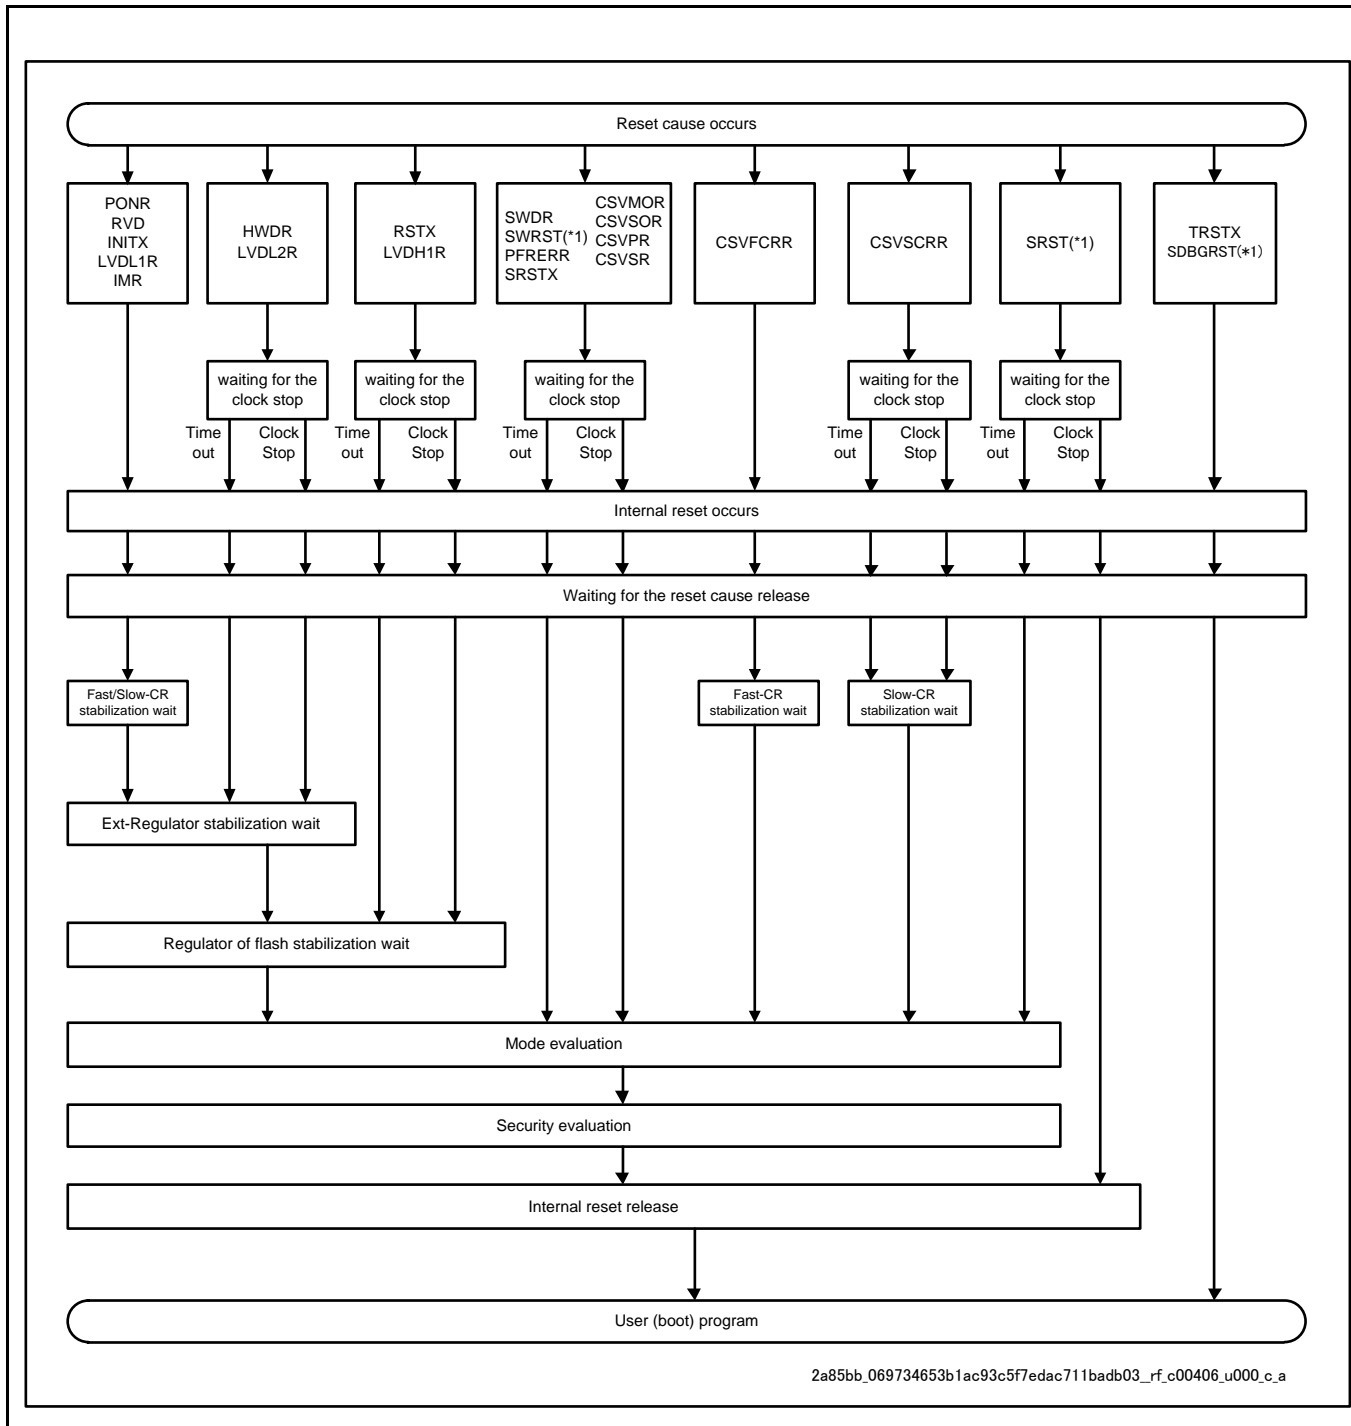 Reset cause occurs
PONR
RVD
INITX
LVDL1R
IMR
HWDR
LVDL2R
RSTX
LVDH1R
SWDR
SWRST(*1)
PFRERR
SRSTX
CSVMOR
CSVSOR
CSVPR
CSVSR
CSVFCRR
CSVSCRR
SRST(*1)
TRSTX
SDBGRST(*1)
waiting for the
clock stop
waiting for the
clock stop
waiting for the
clock stop
waiting for the
clock stop
waiting for the
clock stop
Time
out
Clock
Stop
Time
out
Clock
Stop
Time
out
Clock
Stop
Time
out
Clock
Stop
Time
out
Clock
Stop
Internal reset occurs
Waiting for the reset cause release
Fast/Slow-CR
stabilization wait
Fast-CR
stabilization wait
Slow-CR
stabilization wait
Ext-Regulator stabilization wait
Regulator of flash stabilization wait
Mode evaluation
Security evaluation
Internal reset release
User (boot) program
2a85bb_069734653b1ac93c5f7edac711badb03_rf_c00406_u000_c_a